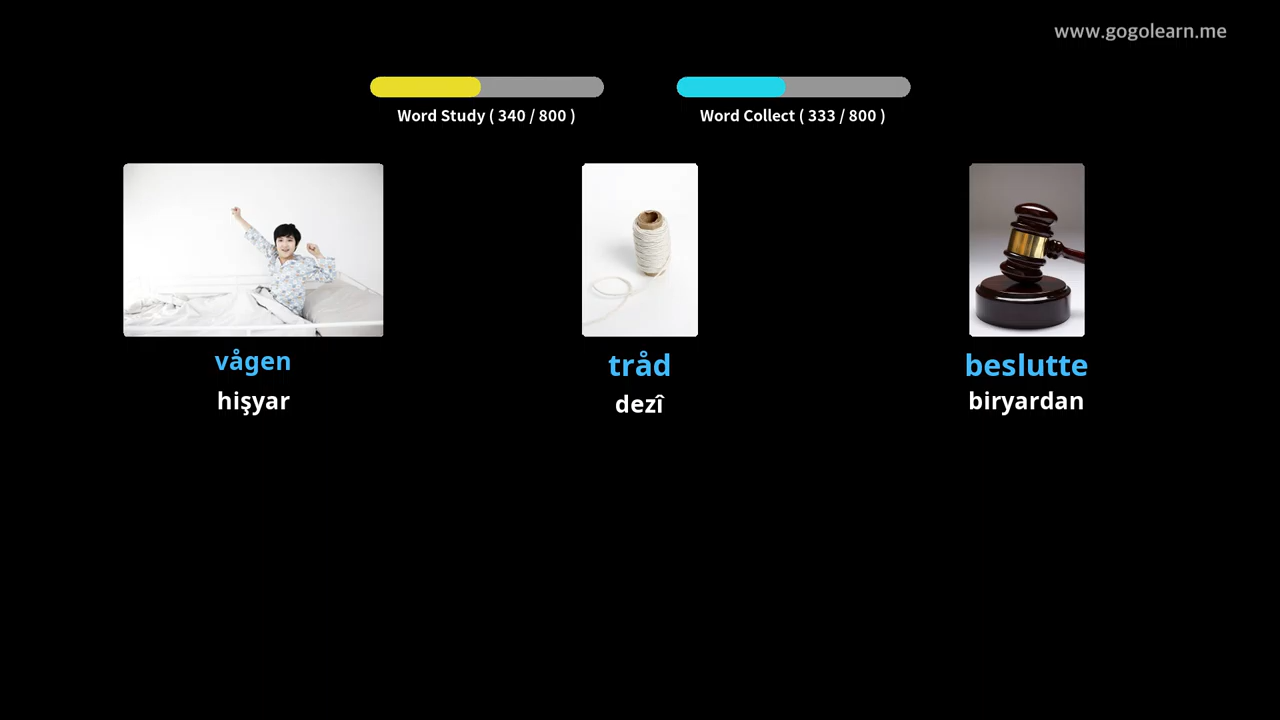 www.gogolearn.me
Word Study ( 340 / 800 )
Word Collect ( 333 / 800 )
vågen
hişyar
tråd
dezî
beslutte
biryardan